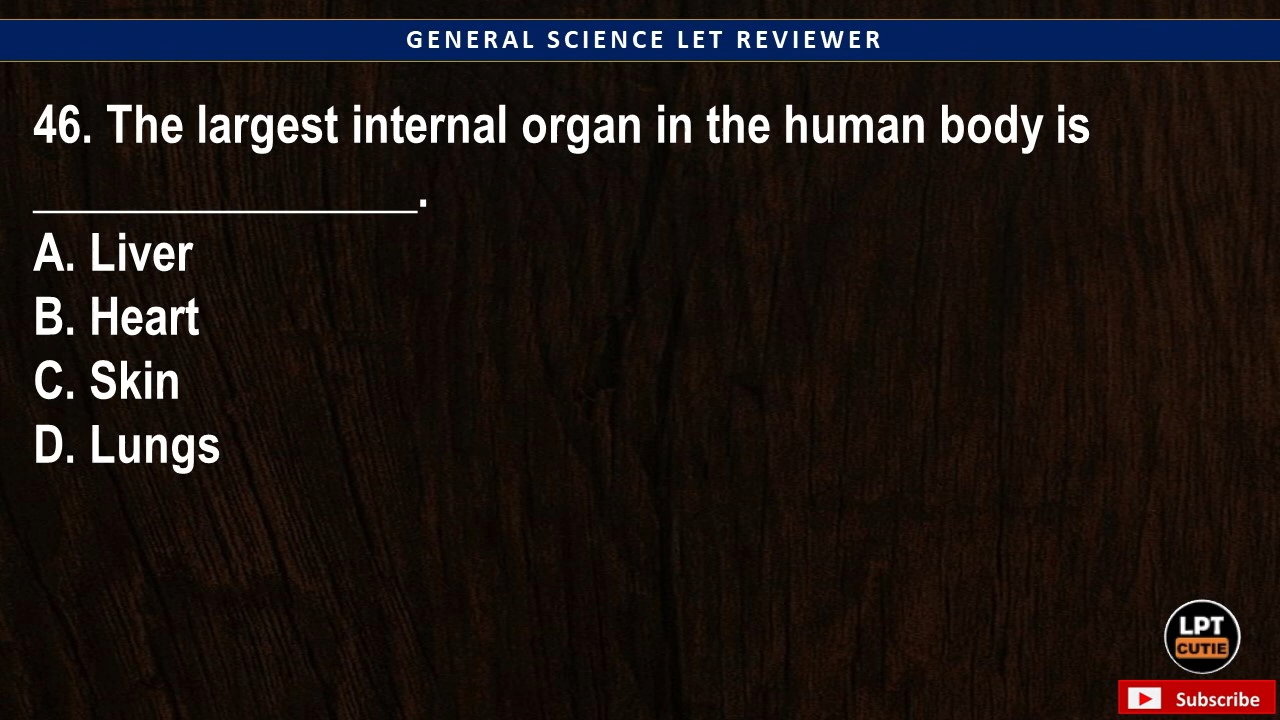 GENERAL SCIENCE LET REVIEWER
46. The largest internal organ in the human body is
________________.
A. Liver
B. Heart
C. Skin
D. Lungs
LPT
CUTIE
Subscribe